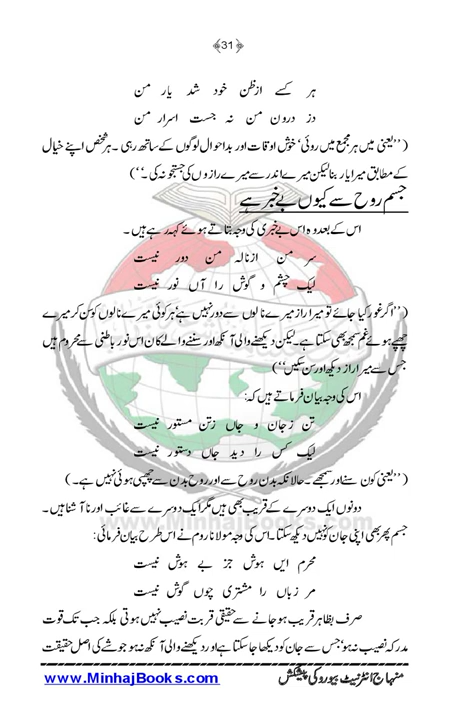 ﴾31﴿
ہر کسے ازظن خود شد یار من
دز درون من نہ جست اسرار من
(’’یعنی میں ہر مجمع میں روئی‘ خوش اوقات اور بداحوال لوگوں کے ساتھ رہی۔ ہر شخص اپنے خیال
کے مطابق میرا یار بنا لیکن میرے اندر سے میرے رازوں کی جستجو نہ کی۔‘‘)
جسم روح سے کیوں بے خبر ہے
اس کے بعد وہ اس بے خبری کی وجہ بتاتے ہوئے کہہ رہے ہیں۔
سر من ازنالہ من دور نیست
لیک چشم و گوش را آں نور نیست
(’’اگر غور کیا جائے تو میرا راز میرے نالوں سے دور نہیں ہے‘ ہر کوئی میرے نالوں کو سن کر میرے
چھپے ہوئے غم سمجھ بھی سکتا ہے۔ لیکن دیکھنے والی آنکھ اور سننے والے کان اس نور باطنی سے محروم ہیں
جس سے میرا راز دیکھ اور سن سکیں‘‘)
اس کی وجہ بیان فرماتے ہیں کہ:
تن زجان و جاں زتن مستور نیست
لیک کس را دید جاں دستور نیست
(’’یعنی کون سنے اور سمجھے۔ حالانکہ بدن روح سے اور روح بدن سے چھپی ہوئی نہیں ہے۔)
دونوں ایک دوسرے کے قریب بھی ہیں مگر ایک دوسرے سے غائب اور ناآشنا ہیں۔
جسم پھر بھی اپنی جان کو نہیں دیکھ سکتا۔ اس کی وجہ مولانا روم نے اس طرح بیان فرمائی:
محرم ایں ہوش جز بے ہوش نیست
مر زباں را مشتری چوں گوش نیست
صرف بظاہر قریب ہو جانے سے حقیقی قربت نصیب نہیں ہوتی بلکہ جب تک قوت
مدرکہ نصیب نہ ہو‘ جس سے جان کو دیکھا جا سکتا ہے اور دیکھنے والی آنکھ نہ ہو جو شے کی اصل حقیقت
www.MinhajBooks.com
منہاج انٹرنیٹ بیورو کی پیشکش
www.MinhajBooks.com